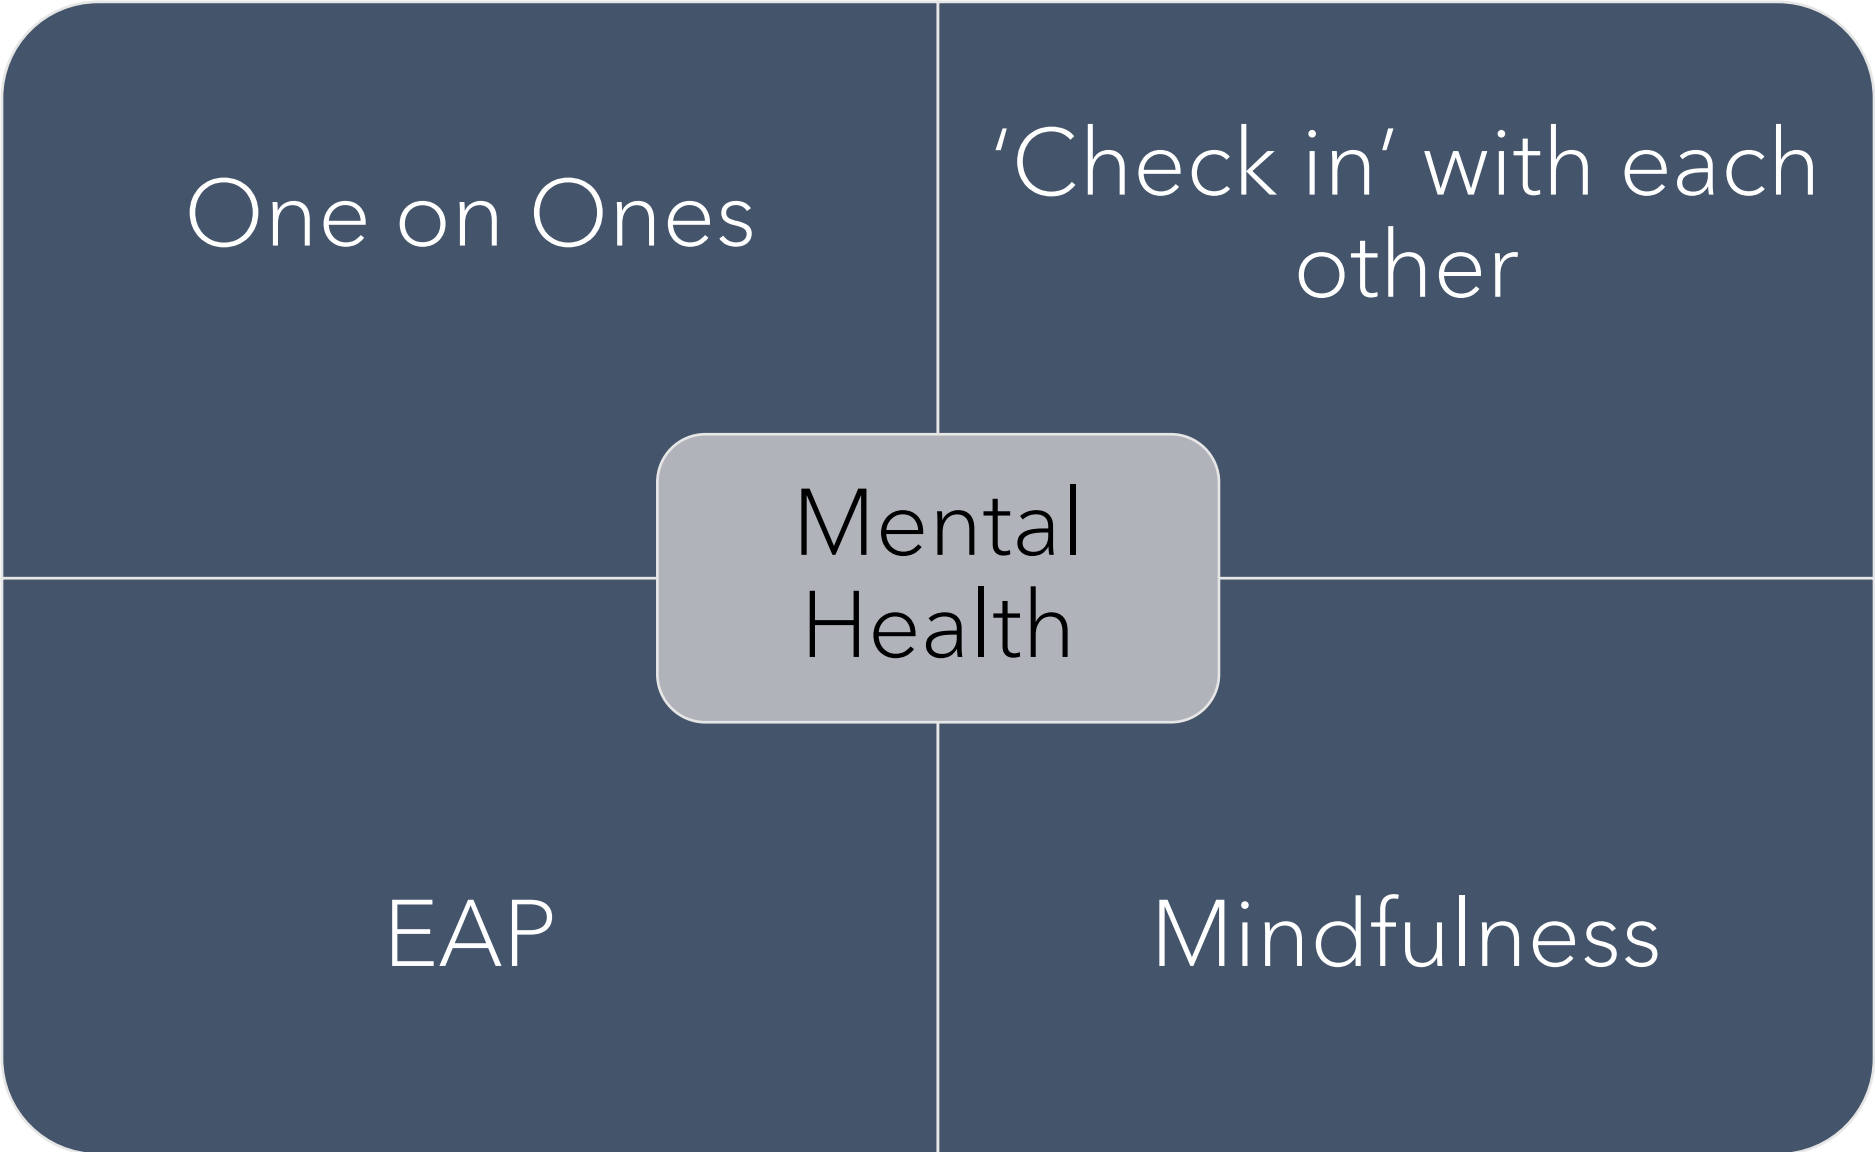 One on Ones
‘Check in’ with each
other
Mental
Health
EAP
Mindfulness